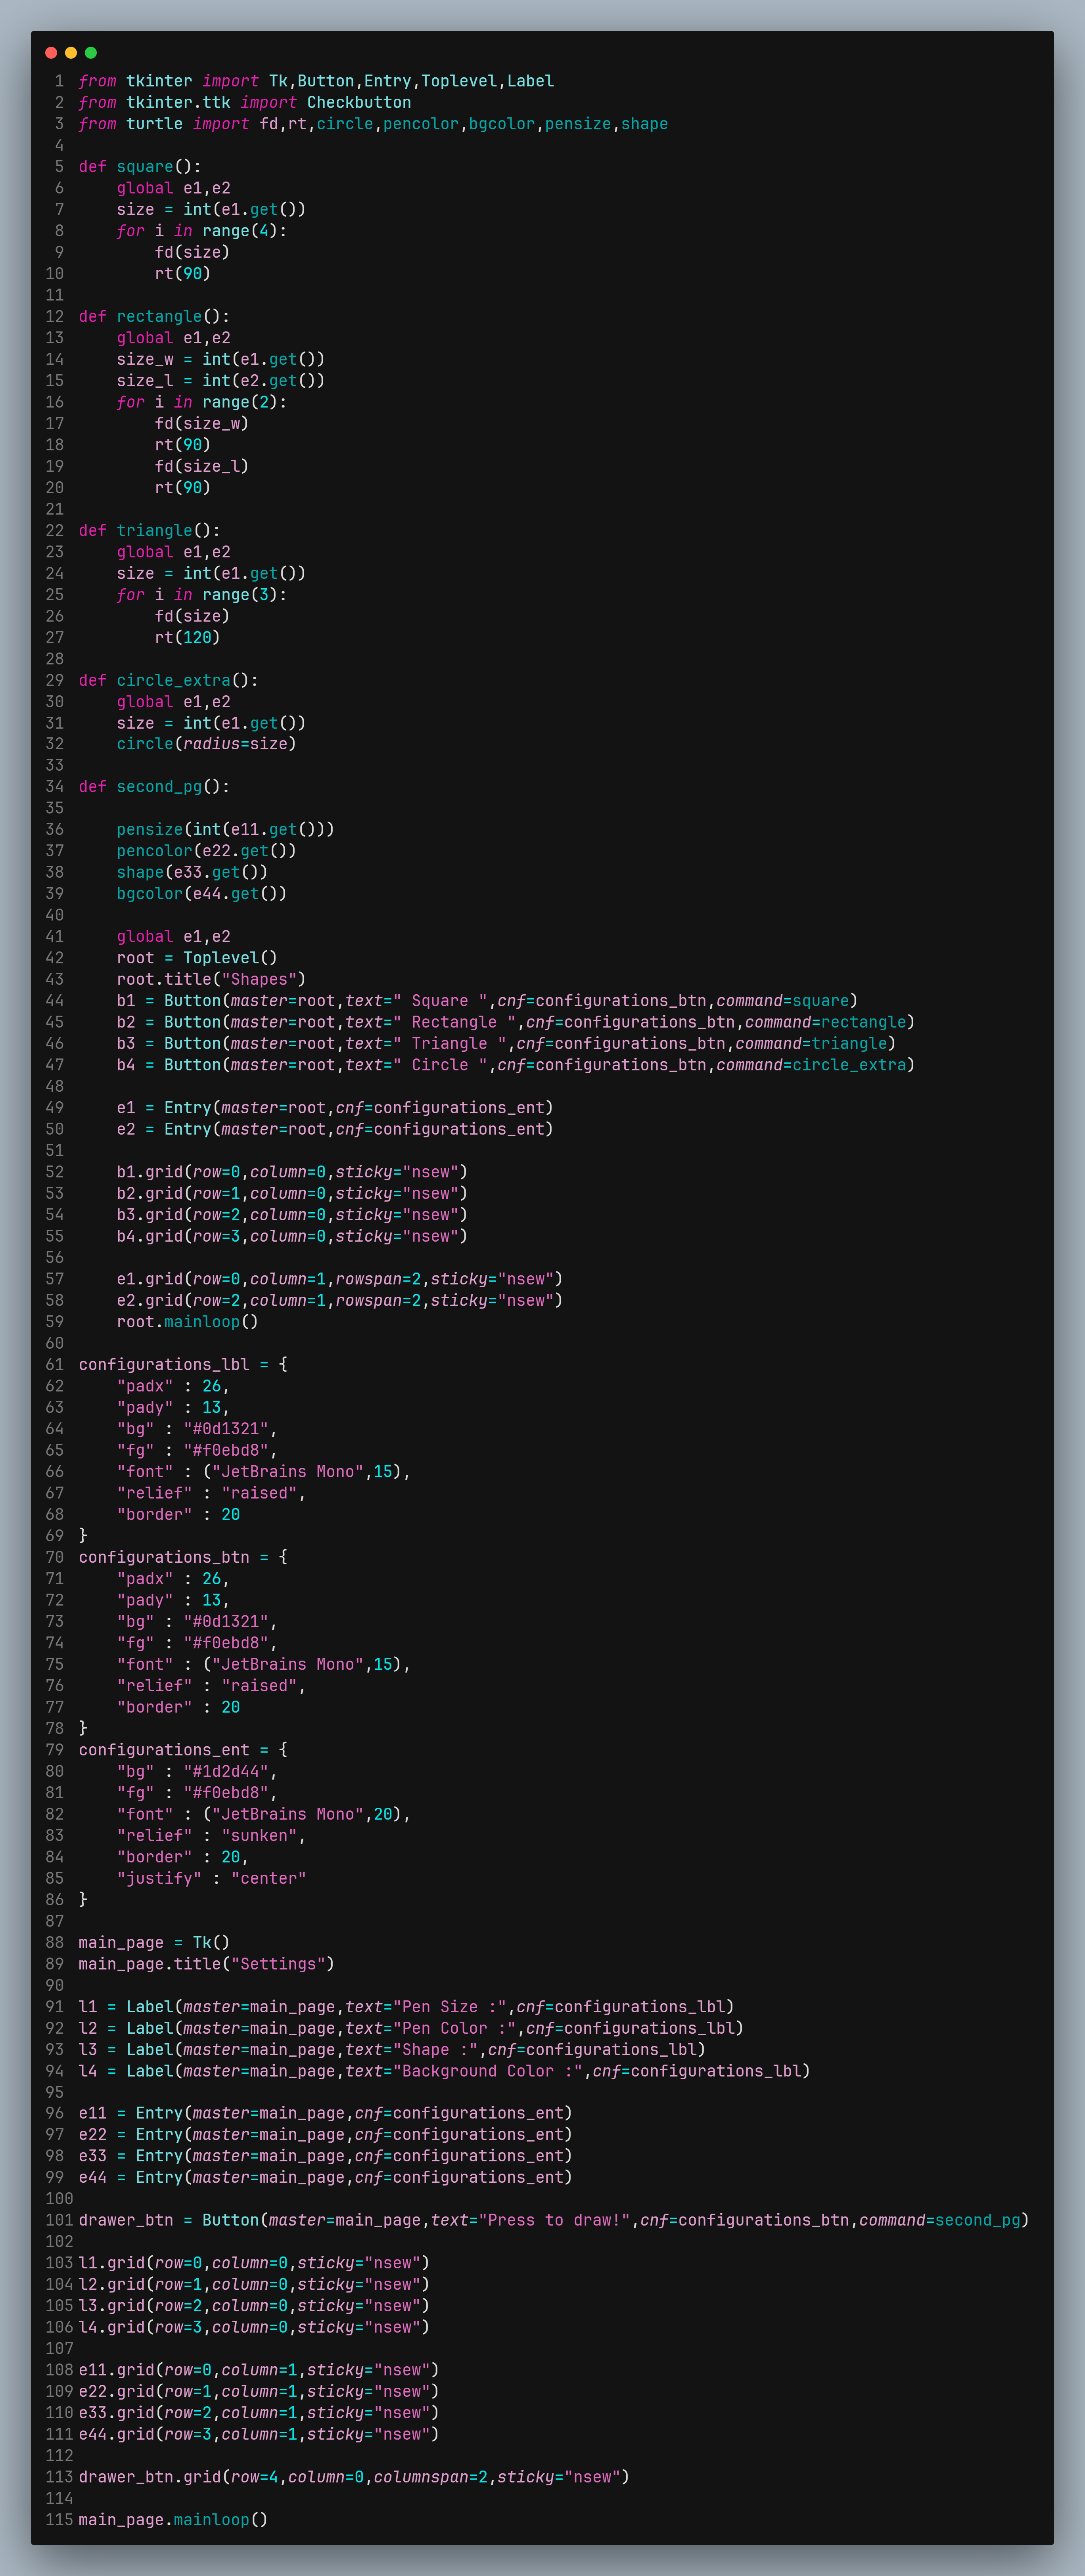 1 from tkinter import Tk,Button,Entry,Toplevel,Label
2 from tkinter.ttk import Checkbutton
3 from turtle import fd,rt,circle,pencolor,bgcolor,pensize,shape
4
5 def square():
6     global e1,e2
7     size = int(e1.get())
8     for i in range(4):
9         fd(size)
10         rt(90)
11
12 def rectangle():
13     global e1,e2
14     size_w = int(e1.get())
15     size_l = int(e2.get())
16     for i in range(2):
17         fd(size_w)
18         rt(90)
19         fd(size_l)
20         rt(90)
21
22 def triangle():
23     global e1,e2
24     size = int(e1.get())
25     for i in range(3):
26         fd(size)
27         rt(120)
28
29 def circle_extra():
30     global e1,e2
31     size = int(e1.get())
32     circle(radius=size)
33
34 def second_pg():
35
36     pensize(int(e11.get()))
37     pencolor(e22.get())
38     shape(e33.get())
39     bgcolor(e44.get())
40
41     global e1,e2
42     root = Toplevel()
43     root.title("Shapes")
44     b1 = Button(master=root,text=" Square ",cnf=configurations_btn,command=square)
45     b2 = Button(master=root,text=" Rectangle ",cnf=configurations_btn,command=rectangle)
46     b3 = Button(master=root,text=" Triangle ",cnf=configurations_btn,command=triangle)
47     b4 = Button(master=root,text=" Circle ",cnf=configurations_btn,command=circle_extra)
48
49     e1 = Entry(master=root,cnf=configurations_ent)
50     e2 = Entry(master=root,cnf=configurations_ent)
51
52     b1.grid(row=0,column=0,sticky="nsew")
53     b2.grid(row=1,column=0,sticky="nsew")
54     b3.grid(row=2,column=0,sticky="nsew")
55     b4.grid(row=3,column=0,sticky="nsew")
56
57     e1.grid(row=0,column=1,rowspan=2,sticky="nsew")
58     e2.grid(row=2,column=1,rowspan=2,sticky="nsew")
59     root.mainloop()
60
61 configurations_lbl = {
62     "padx" : 26,
63     "pady" : 13,
64     "bg" : "#0d1321",
65     "fg" : "#f0ebd8",
66     "font" : ("JetBrains Mono",15),
67     "relief" : "raised",
68     "border" : 20
69 }
70 configurations_btn = {
71     "padx" : 26,
72     "pady" : 13,
73     "bg" : "#0d1321",
74     "fg" : "#f0ebd8",
75     "font" : ("JetBrains Mono",15),
76     "relief" : "raised",
77     "border" : 20
78 }
79 configurations_ent = {
80     "bg" : "#1d2d44",
81     "fg" : "#f0ebd8",
82     "font" : ("JetBrains Mono",20),
83     "relief" : "sunken",
84     "border" : 20,
85     "justify" : "center"
86 }
87
88 main_page = Tk()
89 main_page.title("Settings")
90
91 l1 = Label(master=main_page,text="Pen Size :",cnf=configurations_lbl)
92 l2 = Label(master=main_page,text="Pen Color :",cnf=configurations_lbl)
93 l3 = Label(master=main_page,text="Shape :",cnf=configurations_lbl)
94 l4 = Label(master=main_page,text="Background Color :",cnf=configurations_lbl)
95
96 e11 = Entry(master=main_page,cnf=configurations_ent)
97 e22 = Entry(master=main_page,cnf=configurations_ent)
98 e33 = Entry(master=main_page,cnf=configurations_ent)
99 e44 = Entry(master=main_page,cnf=configurations_ent)
100
101 drawer_btn = Button(master=main_page,text="Press to draw!",cnf=configurations_btn,command=second_pg)
102
103 l1.grid(row=0,column=0,sticky="nsew")
104 l2.grid(row=1,column=0,sticky="nsew")
105 l3.grid(row=2,column=0,sticky="nsew")
106 l4.grid(row=3,column=0,sticky="nsew")
107
108 e11.grid(row=0,column=1,sticky="nsew")
109 e22.grid(row=1,column=1,sticky="nsew")
110 e33.grid(row=2,column=1,sticky="nsew")
111 e44.grid(row=3,column=1,sticky="nsew")
112
113 drawer_btn.grid(row=4,column=0,columnspan=2,sticky="nsew")
114
115 main_page.mainloop()